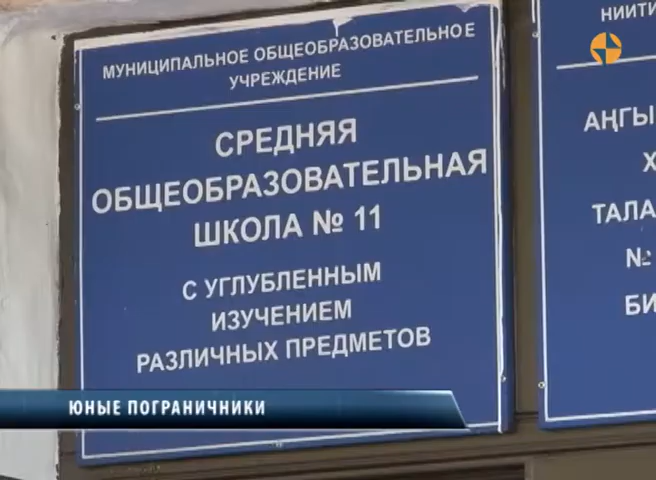 МУНИЦИПАЛЬНОЕ ОБЩЕОБРАЗОВАТЕЛЬНОЕ
УЧРЕЖДЕНИЕ
СРЕДНЯЯ
ОБЩЕОБРАЗОВАТЕЛЬНАЯ
ШКОЛА № 11
С УГЛУБЛЕННЫМ
ИЗУЧЕНИЕМ
РАЗЛИЧНЫХ ПРЕДМЕТОВ
ЮНЫЕ ПОГРАНИЧНИКИ